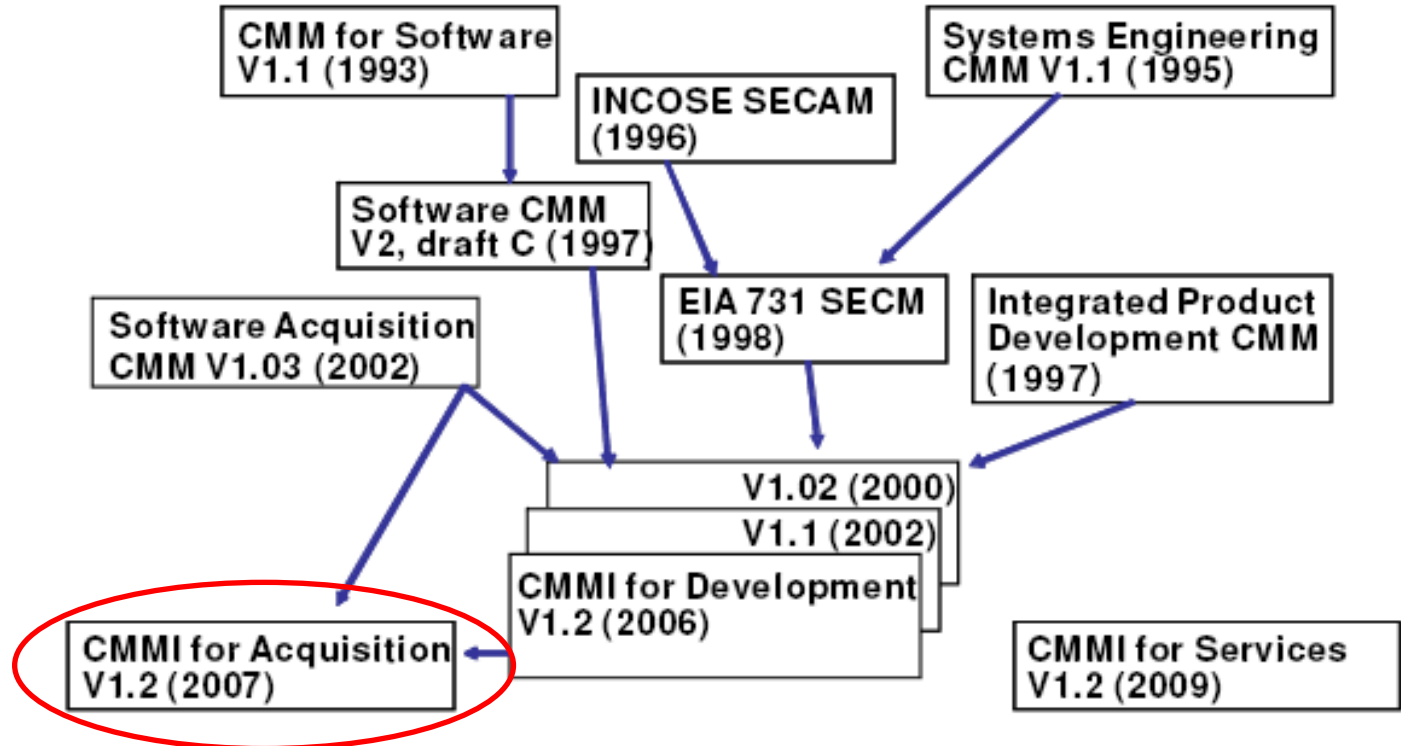 CMM for Software
V1.1 (1993)
Systems Engineering
CMM V1.1 (1995)
INCOSE SECAM
(1996)
Software CMM
V2, draft C (1997)
EIA 731 SECM
(1998)
Integrated Product
Development CMM
(1997)
Software Acquisition
CMM V1.03 (2002)
V1.02 (2000)
V1.1 (2002)
CMMI for Development
V1.2 (2006)
CMMI for Acquisition
V1.2 (2007)
CMMI for Services
V1.2 (2009)